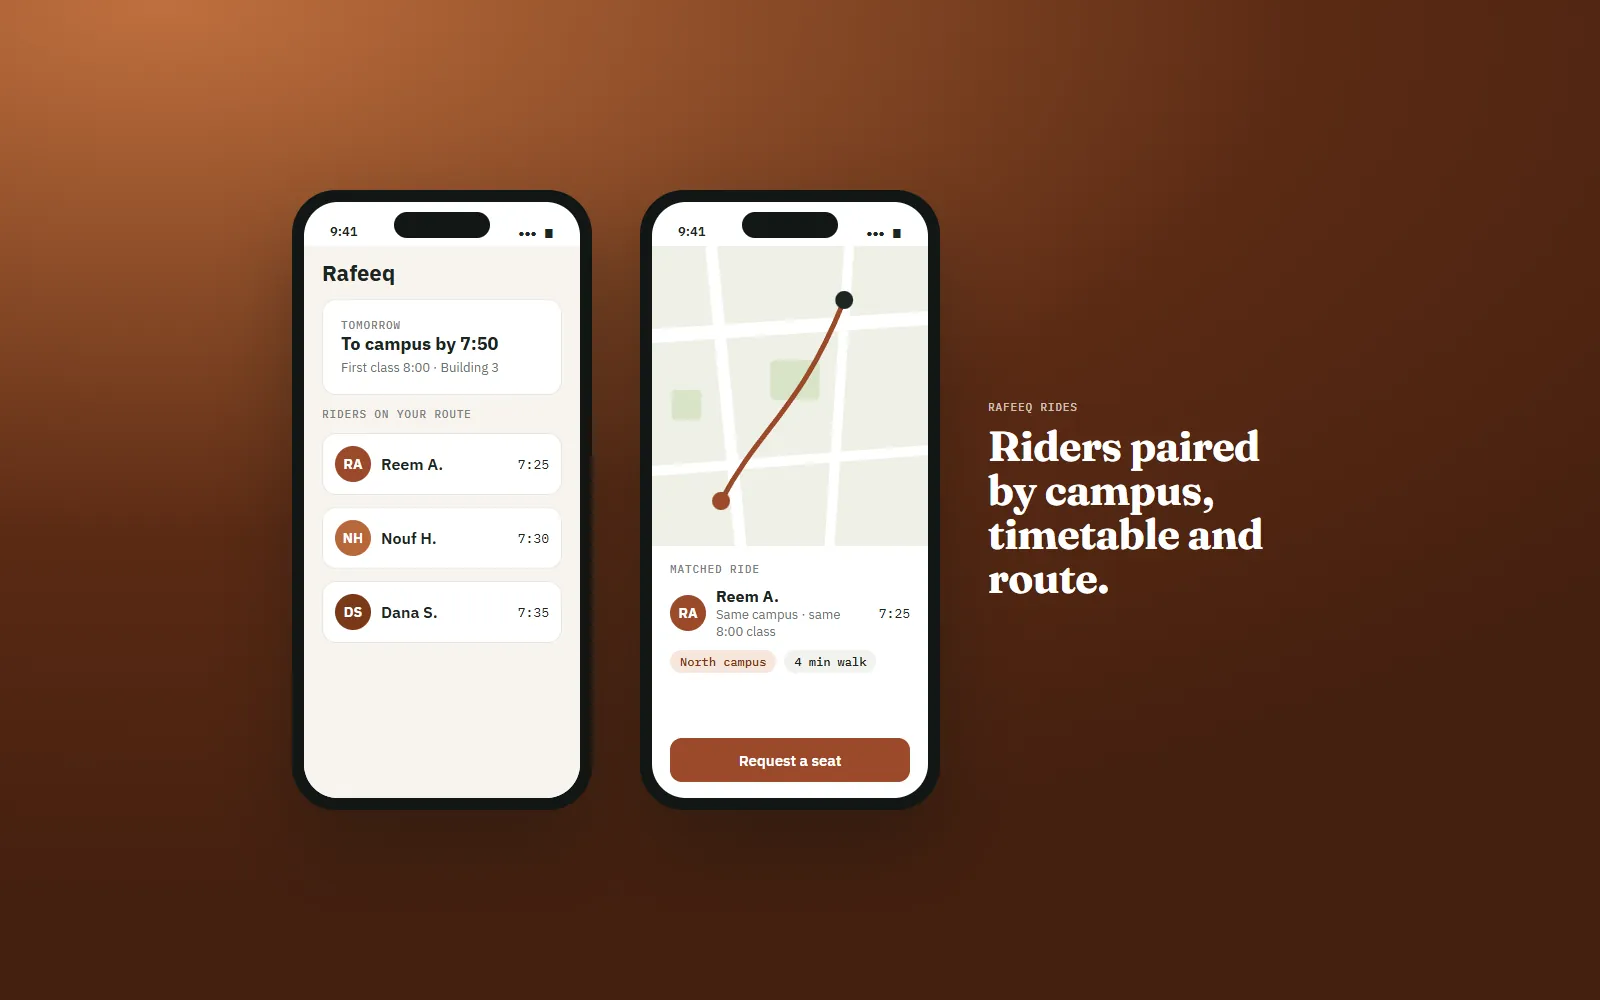 9:41
Rafeeq
TOMORROW
To campus by 7:50
First class 8:00 · Building 3
RIDERS ON YOUR ROUTE
RA Reem A. 7:25
NH Nouf H. 7:30
DS Dana S. 7:35
9:41
MATCHED RIDE
RA Reem A. 7:25
Same campus · same
8:00 class
North campus 4 min walk
Request a seat
RAFEEQ RIDES
Riders paired
by campus,
timetable and
route.